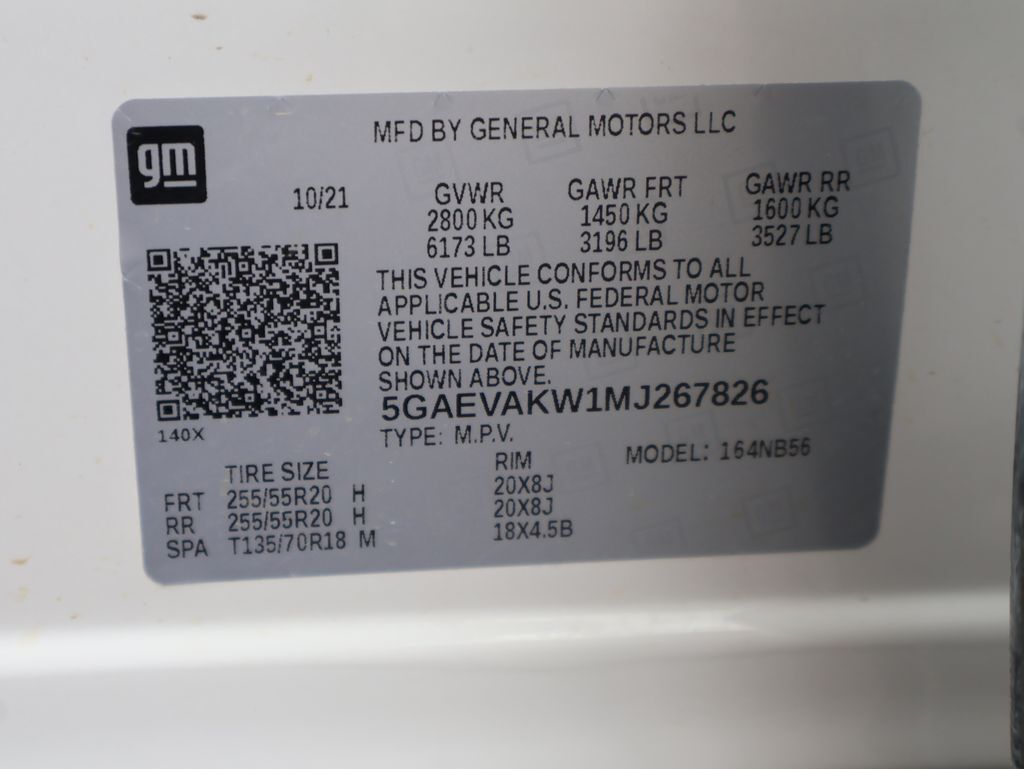 gm
MFD BY GENERAL MOTORS LLC
10/21 GVWR GAWR FRT GAWR RR
2800 KG 1450 KG 1600 KG
6173 LB 3196 LB 3527 LB
THIS VEHICLE CONFORMS TO ALL
APPLICABLE U.S. FEDERAL MOTOR
VEHICLE SAFETY STANDARDS IN EFFECT
ON THE DATE OF MANUFACTURE
SHOWN ABOVE.
5GAEVAKW1MJ267826
140X
TYPE: M.P.V. MODEL: 164NB56
TIRE SIZE RIM
FRT 255/55R20 H 20X8J
RR 255/55R20 H 20X8J
SPA T135/70R18 M 18X4.5B